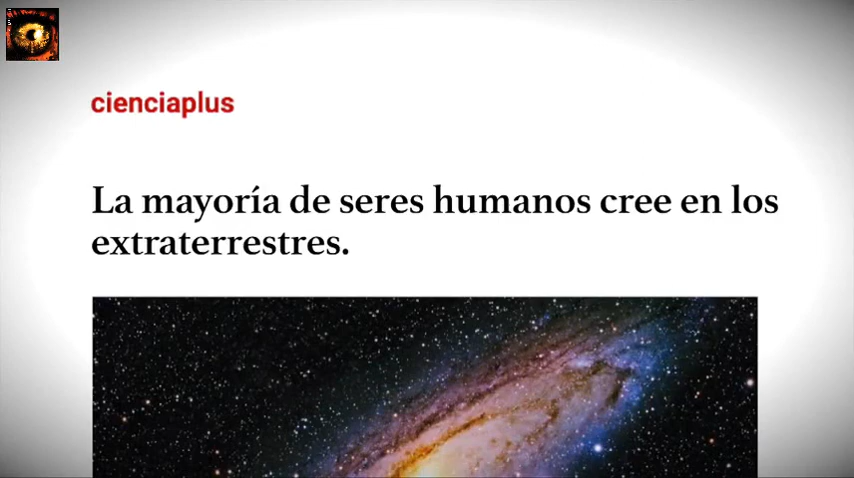 cienciaplus
La mayoría de seres humanos cree en los
extraterrestres.